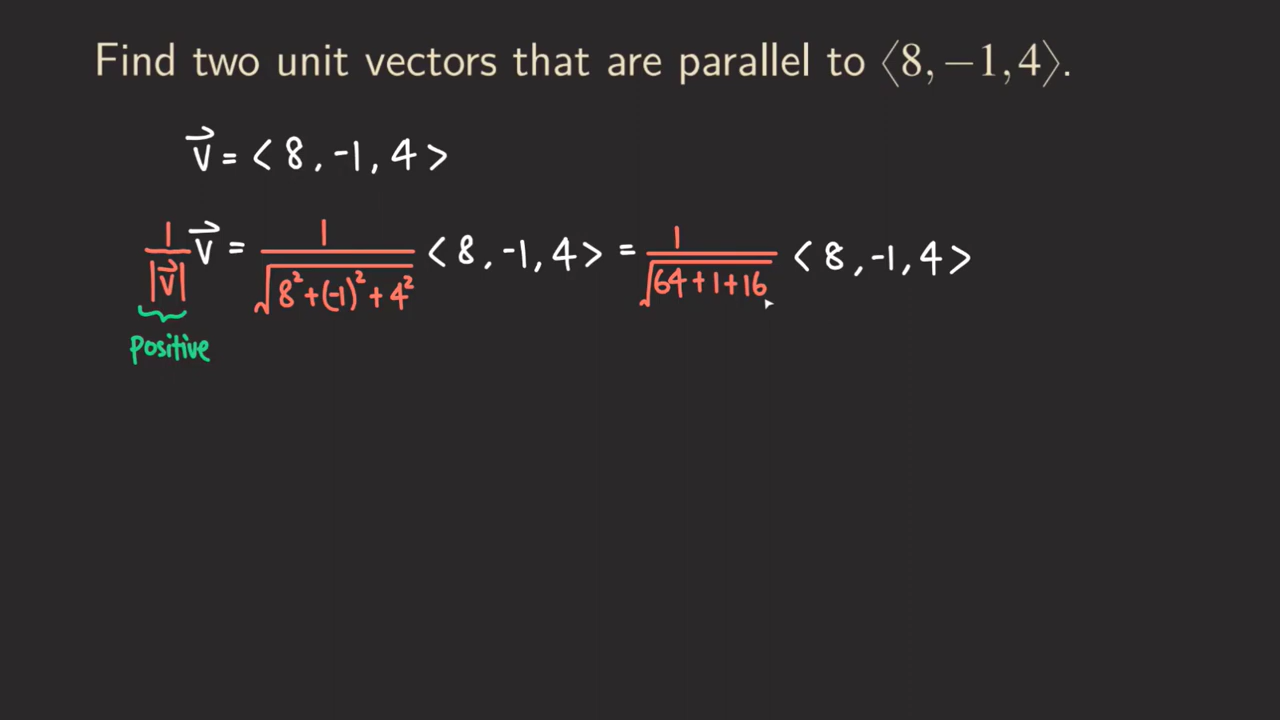 Find two unit vectors that are parallel to ⟨8, −1, 4⟩.
v⃗ = < 8, -1, 4 >
1/|v⃗| v⃗ = 1/√(8² + (-1)² + 4²) < 8, -1, 4 > = 1/√(64 + 1 + 16) < 8, -1, 4 >
positive